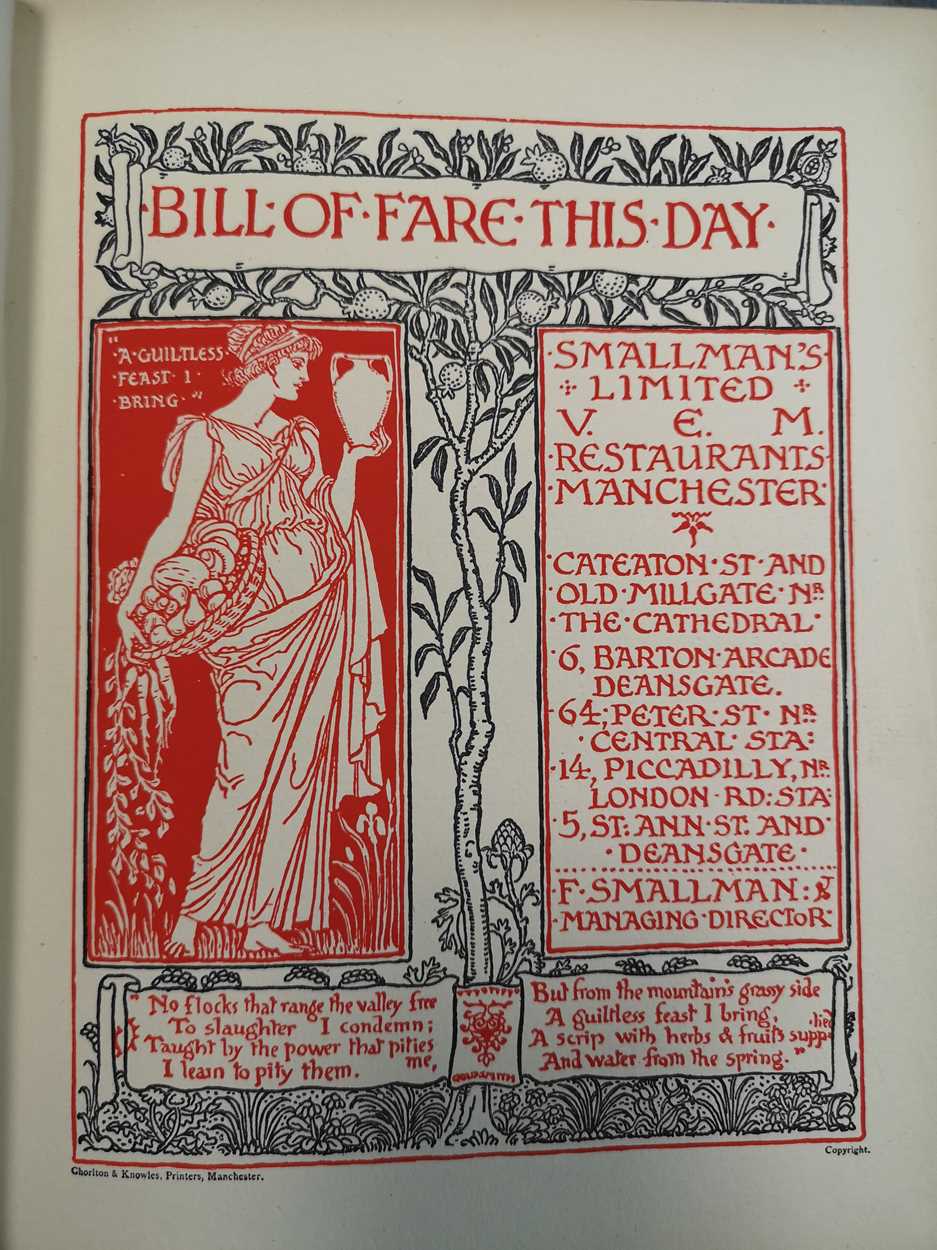 ·BILL·OF·FARE·THIS·DAY·
"·A·GUILTLESS·
·FEAST·I·
·BRING·"
·SMALLMAN'S·
LIMITED
V. E. M.
·RESTAURANTS·
·MANCHESTER·
·CATEATON·ST·AND
·OLD·MILLGATE·NR
·THE·CATHEDRAL·
·6, BARTON·ARCADE
DEANSGATE.
·64; PETER·ST·NR
·CENTRAL·STA:
·14, PICCADILLY, NR.
LONDON·RD: STA·
·5, ST: ANN·ST: AND·
·DEANSGATE·
·F·SMALLMAN:
·MANAGING·DIRECTOR
"No flocks that range the valley free
To slaughter I condemn;
Taught by the power that pities me,
I learn to pity them.
GOLDSMITH
But from the mountain's grassy side
A guiltless feast I bring,
A scrip with herbs & fruits supp·lied
And water from the spring."
Chorlton & Knowles, Printers, Manchester.
Copyright.